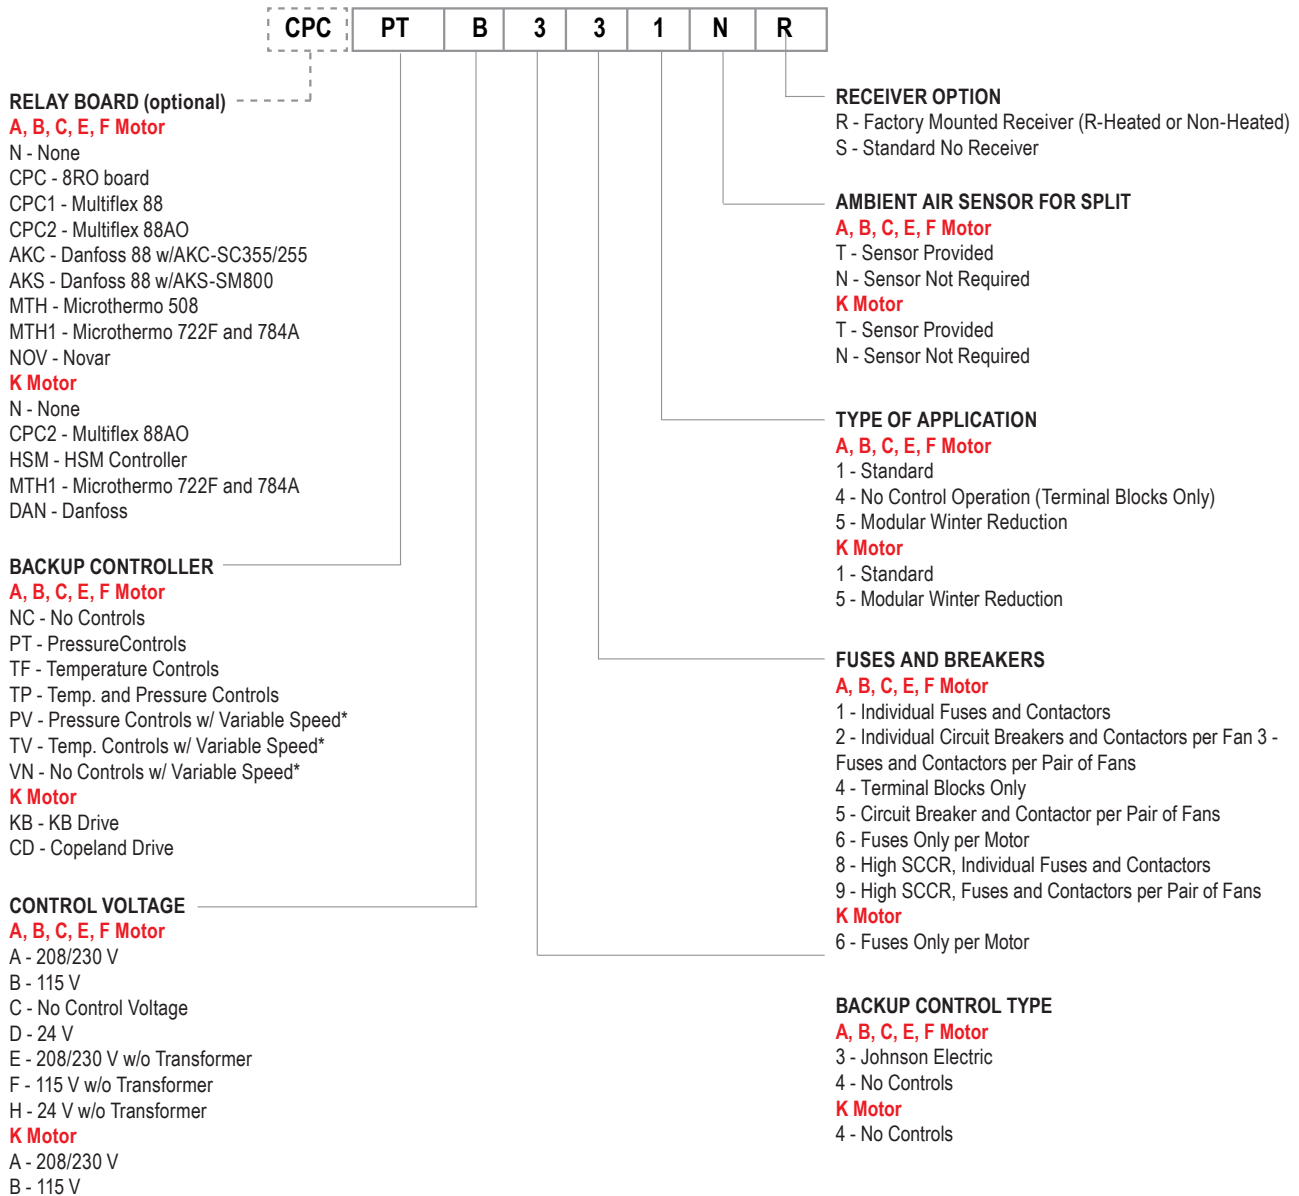 CPC PT B 3 3 1 N R
RELAY BOARD (optional)
A, B, C, E, F Motor
N - None
CPC - 8RO board
CPC1 - Multiflex 88
CPC2 - Multiflex 88AO
AKC - Danfoss 88 w/AKC-SC355/255
AKS - Danfoss 88 w/AKS-SM800
MTH - Microthermo 508
MTH1 - Microthermo 722F and 784A
NOV - Novar
K Motor
N - None
CPC2 - Multiflex 88AO
HSM - HSM Controller
MTH1 - Microthermo 722F and 784A
DAN - Danfoss
BACKUP CONTROLLER
A, B, C, E, F Motor
NC - No Controls
PT - PressureControls
TF - Temperature Controls
TP - Temp. and Pressure Controls
PV - Pressure Controls w/ Variable Speed*
TV - Temp. Controls w/ Variable Speed*
VN - No Controls w/ Variable Speed*
K Motor
KB - KB Drive
CD - Copeland Drive
CONTROL VOLTAGE
A, B, C, E, F Motor
A - 208/230 V
B - 115 V
C - No Control Voltage
D - 24 V
E - 208/230 V w/o Transformer
F - 115 V w/o Transformer
H - 24 V w/o Transformer
K Motor
A - 208/230 V
B - 115 V
RECEIVER OPTION
R - Factory Mounted Receiver (R-Heated or Non-Heated)
S - Standard No Receiver
AMBIENT AIR SENSOR FOR SPLIT
A, B, C, E, F Motor
T - Sensor Provided
N - Sensor Not Required
K Motor
T - Sensor Provided
N - Sensor Not Required
TYPE OF APPLICATION
A, B, C, E, F Motor
1 - Standard
4 - No Control Operation (Terminal Blocks Only)
5 - Modular Winter Reduction
K Motor
1 - Standard
5 - Modular Winter Reduction
FUSES AND BREAKERS
A, B, C, E, F Motor
1 - Individual Fuses and Contactors
2 - Individual Circuit Breakers and Contactors per Fan 3 -
Fuses and Contactors per Pair of Fans
4 - Terminal Blocks Only
5 - Circuit Breaker and Contactor per Pair of Fans
6 - Fuses Only per Motor
8 - High SCCR, Individual Fuses and Contactors
9 - High SCCR, Fuses and Contactors per Pair of Fans
K Motor
6 - Fuses Only per Motor
BACKUP CONTROL TYPE
A, B, C, E, F Motor
3 - Johnson Electric
4 - No Controls
K Motor
4 - No Controls